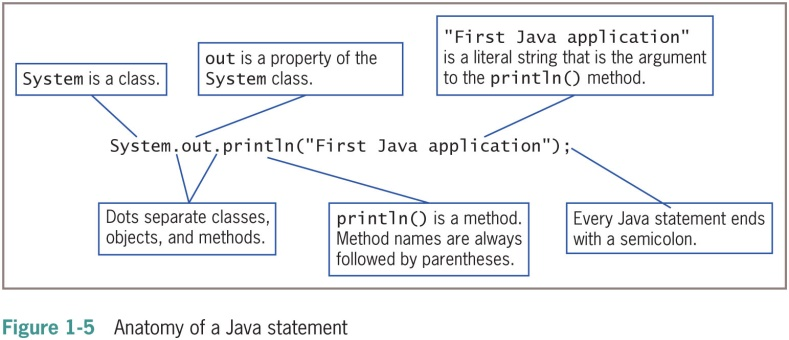 System is a class.
out is a property of the
System class.
"First Java application"
is a literal string that is the argument
to the println() method.
System.out.println("First Java application");
Dots separate classes,
objects, and methods.
println() is a method.
Method names are always
followed by parentheses.
Every Java statement ends
with a semicolon.
Figure 1-5 Anatomy of a Java statement